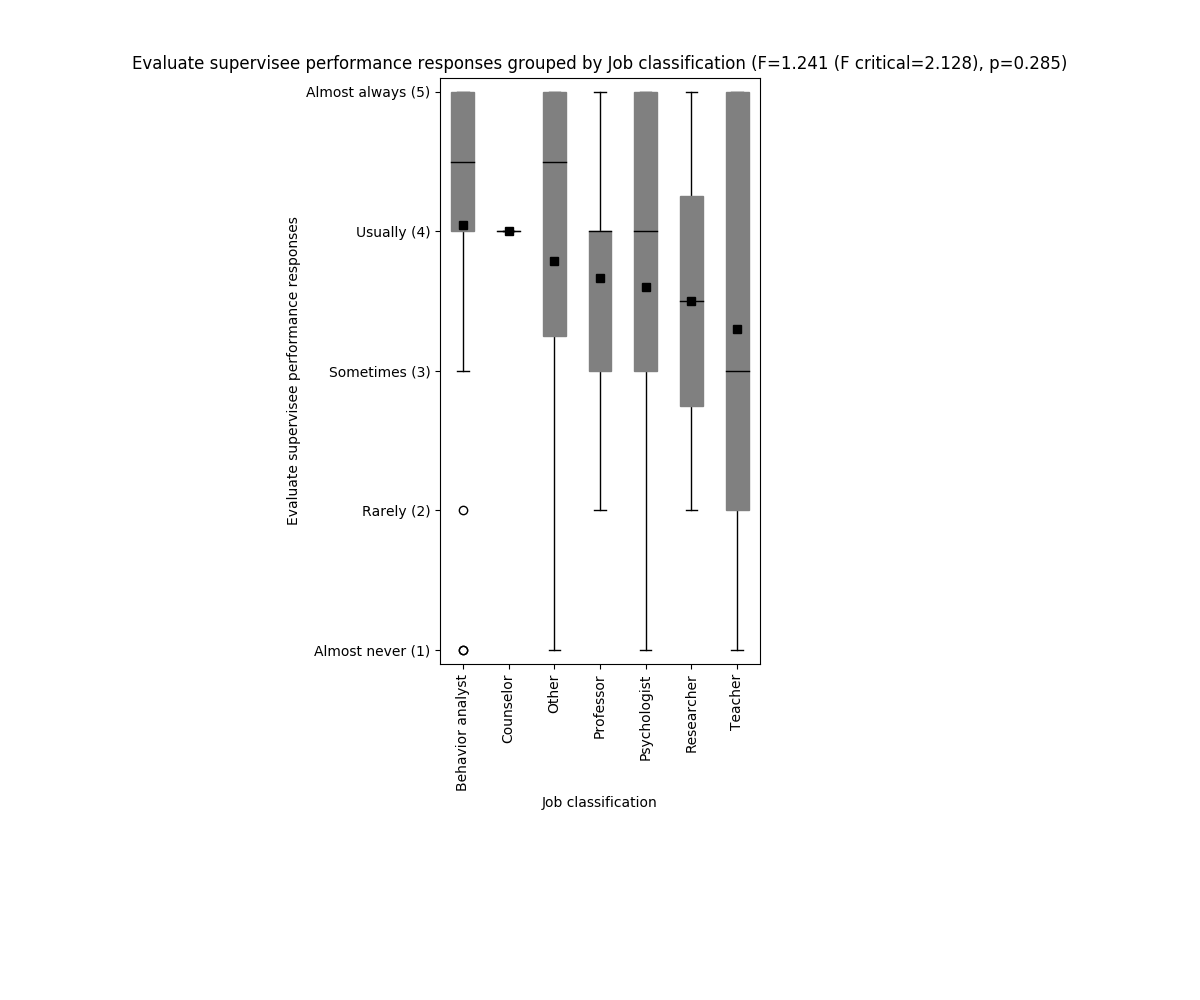 Evaluate supervisee performance responses grouped by Job classification (F=1.241 (F critical=2.128), p=0.285)
Almost always (5)
Usually (4)
Sometimes (3)
Rarely (2)
Almost never (1)
Evaluate supervisee performance responses
Behavior analyst
Counselor
Other
Professor
Psychologist
Researcher
Teacher
Job classification